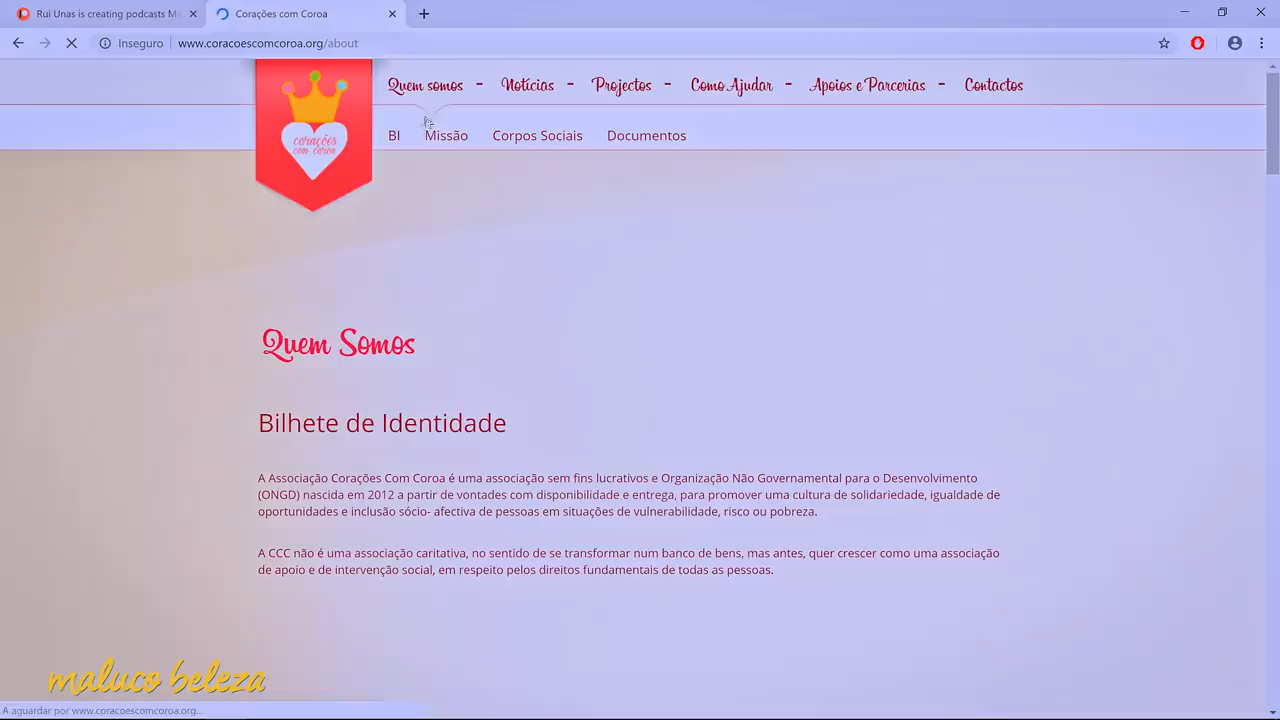 Rui Unas is creating podcasts M
Corações com Coroa
Inseguro
www.coracoescomcoroa.org/about
corações
com coroa
Quem somos - Notícias - Projectos - Como Ajudar - Apoios e Parcerias - Contactos
BI Missão Corpos Sociais Documentos
Quem Somos
Bilhete de Identidade
A Associação Corações Com Coroa é uma associação sem fins lucrativos e Organização Não Governamental para o Desenvolvimento
(ONGD) nascida em 2012 a partir de vontades com disponibilidade e entrega, para promover uma cultura de solidariedade, igualdade de
oportunidades e inclusão sócio- afectiva de pessoas em situações de vulnerabilidade, risco ou pobreza.
A CCC não é uma associação caritativa, no sentido de se transformar num banco de bens, mas antes, quer crescer como uma associação
de apoio e de intervenção social, em respeito pelos direitos fundamentais de todas as pessoas.
maluco beleza
A aguardar por www.coracoescomcoroa.org...